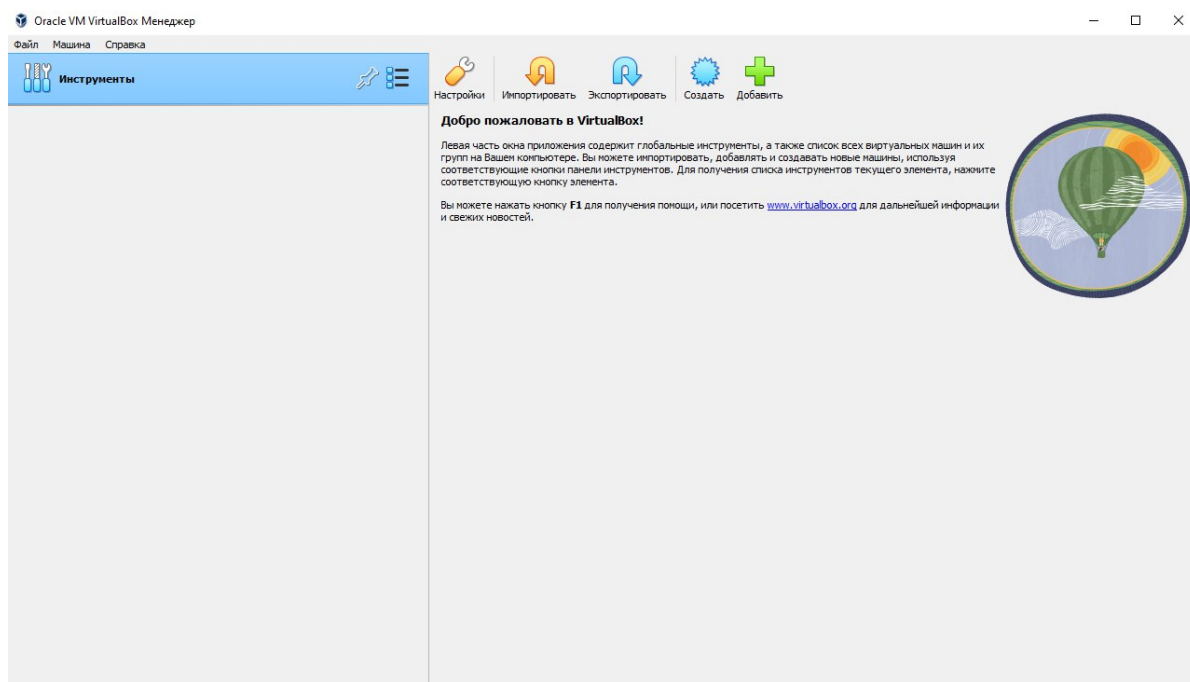 Oracle VM VirtualBox Менеджер
Файл Машина Справка
Инструменты
Настройки Импортировать Экспортировать Создать Добавить
Добро пожаловать в VirtualBox!
Левая часть окна приложения содержит глобальные инструменты, а также список всех виртуальных машин и их
групп на Вашем компьютере. Вы можете импортировать, добавлять и создавать новые машины, используя
соответствующие кнопки панели инструментов. Для получения списка инструментов текущего элемента, нажмите
соответствующую кнопку элемента.
Вы можете нажать кнопку F1 для получения помощи, или посетить www.virtualbox.org для дальнейшей информации
и свежих новостей.